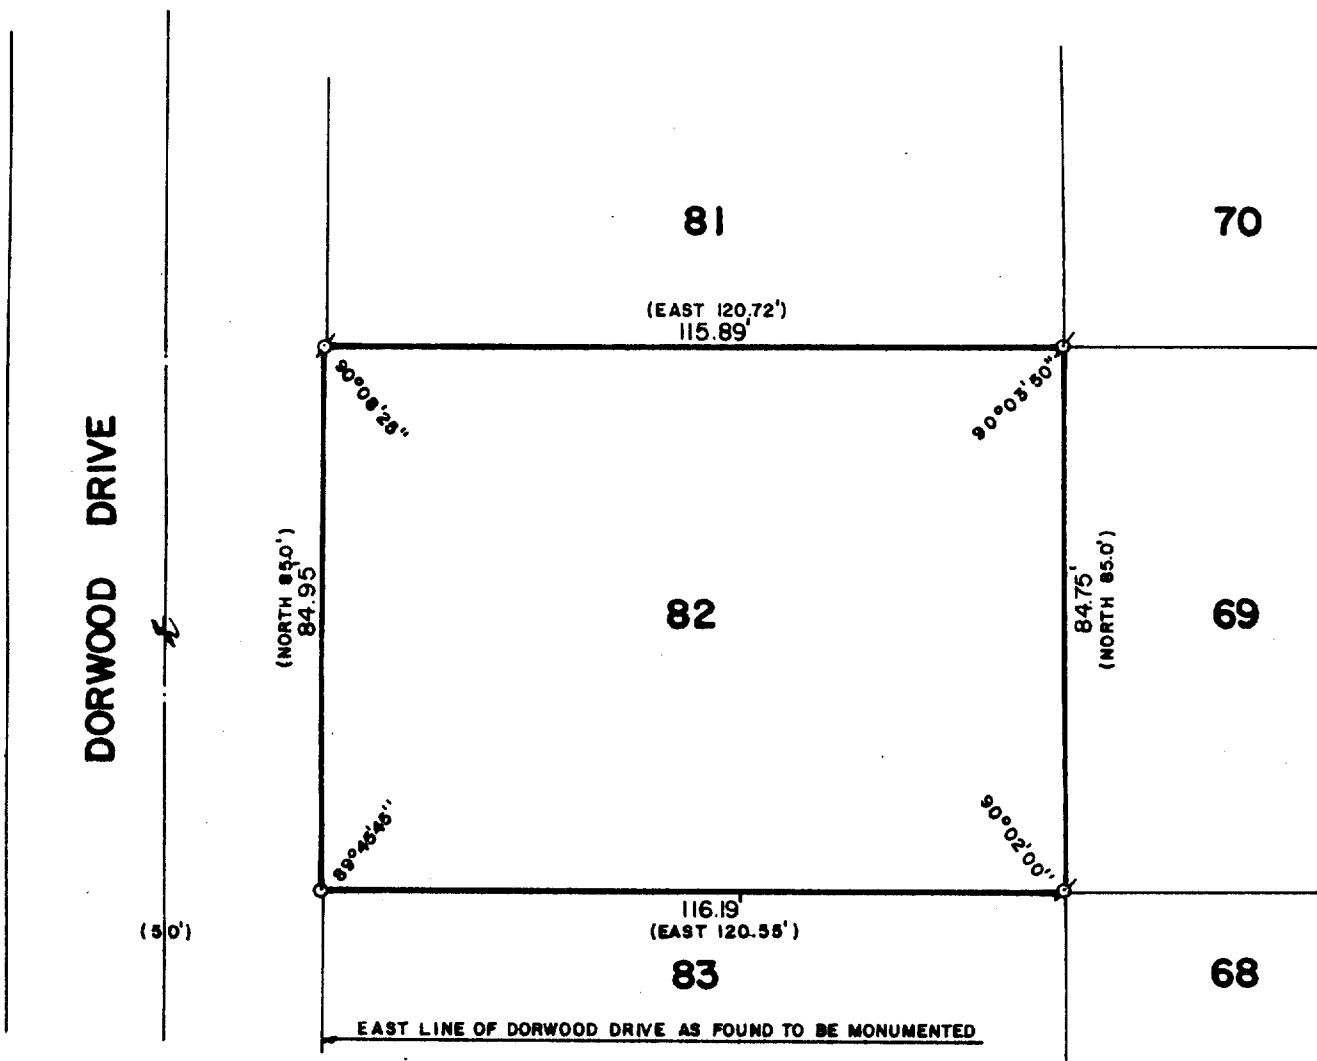 81
70
(EAST 120.72')
115.89'
90°08'25"
90°03'50"
DORWOOD DRIVE
(NORTH 85.0')
84.95'
82
84.75'
(NORTH 85.0')
69
89°45'45"
90°02'00"
116.19'
(EAST 120.55')
(50')
83
68
EAST LINE OF DORWOOD DRIVE AS FOUND TO BE MONUMENTED